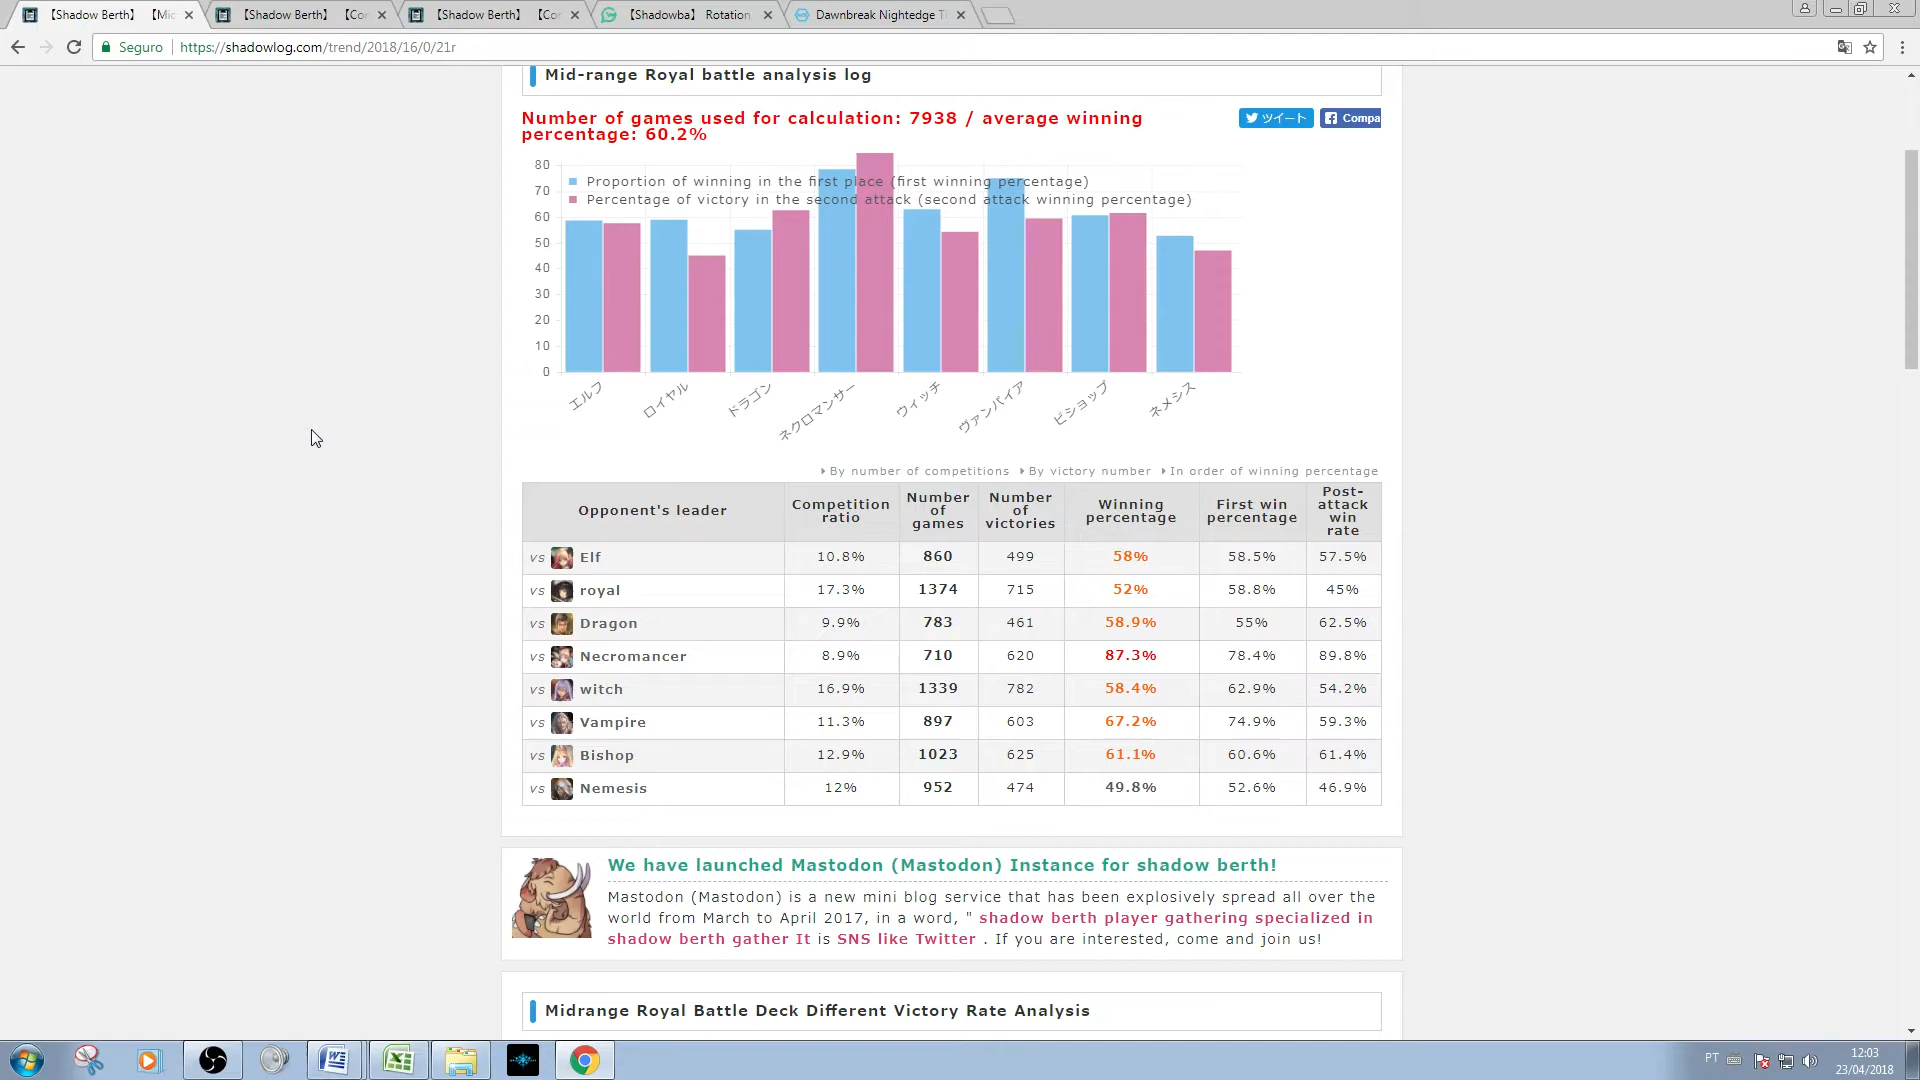 【Shadow Berth】 【Mic
【Shadow Berth】 【Co
【Shadow Berth】 【Co
【Shadowba】 Rotation
Dawnbreak Nightedge T
Seguro
https://shadowlog.com/trend/2018/16/0/21r
Mid-range Royal battle analysis log
Number of games used for calculation: 7938 / average winning
percentage: 60.2%
ツイート
Compa
80
70
60
50
40
30
20
10
0
Proportion of winning in the first place (first winning percentage)
Percentage of victory in the second attack (second attack winning percentage)
エルフ
ロイヤル
ドラゴン
ネクロマンサー
ウィッチ
ヴァンパイア
ビショップ
ネメシス
By number of competitions
By victory number
In order of winning percentage
Opponent's leader
Competition
ratio
Number
of
games
Number
of
victories
Winning
percentage
First win
percentage
Post-
attack
win
rate
vs Elf 10.8% 860 499 58% 58.5% 57.5%
vs royal 17.3% 1374 715 52% 58.8% 45%
vs Dragon 9.9% 783 461 58.9% 55% 62.5%
vs Necromancer 8.9% 710 620 87.3% 78.4% 89.8%
vs witch 16.9% 1339 782 58.4% 62.9% 54.2%
vs Vampire 11.3% 897 603 67.2% 74.9% 59.3%
vs Bishop 12.9% 1023 625 61.1% 60.6% 61.4%
vs Nemesis 12% 952 474 49.8% 52.6% 46.9%
We have launched Mastodon (Mastodon) Instance for shadow berth!
Mastodon (Mastodon) is a new mini blog service that has been explosively spread all over the
world from March to April 2017, in a word, " shadow berth player gathering specialized in
shadow berth gather It is SNS like Twitter . If you are interested, come and join us!
Midrange Royal Battle Deck Different Victory Rate Analysis
PT
12:03
23/04/2018